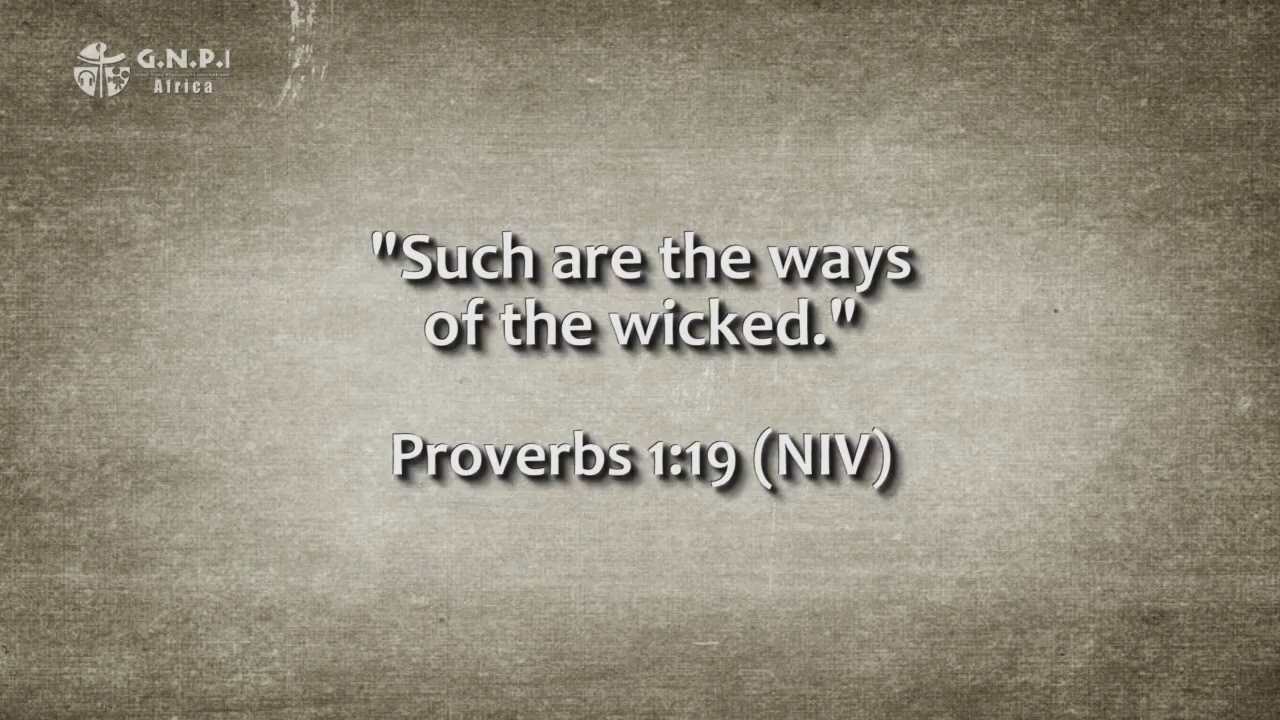 G.N.P.I
Africa
"Such are the ways
of the wicked."
Proverbs 1:19 (NIV)